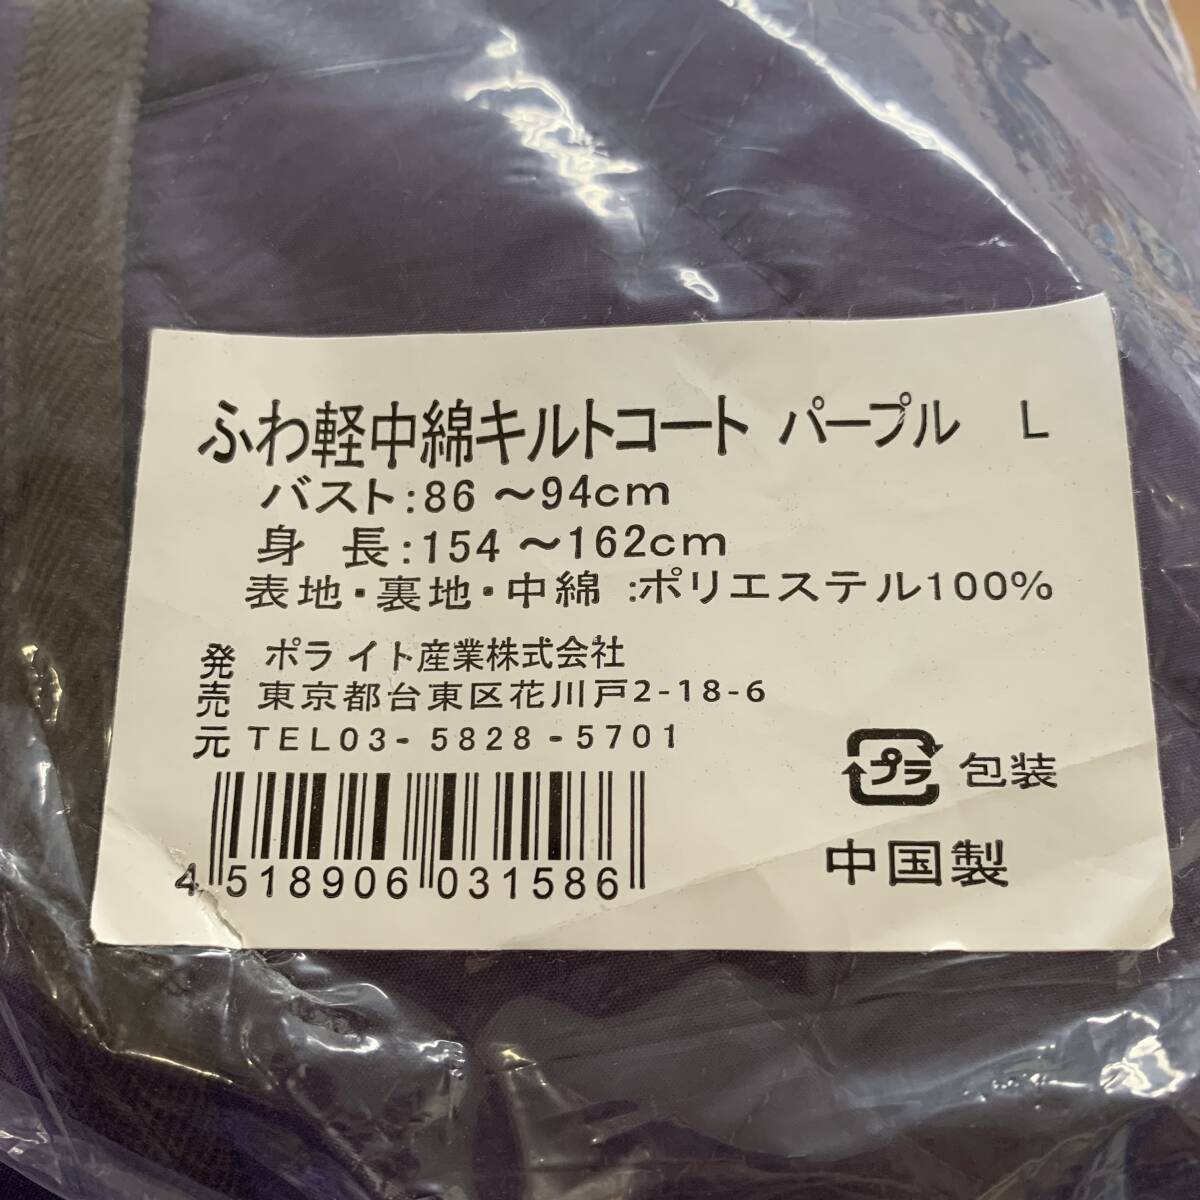 ふわ軽中綿キルトコート パープル L
バスト:86～94cm
身 長:154～162cm
表地・裏地・中綿 :ポリエステル100%
発売元
ポライト産業株式会社
東京都台東区花川戸2-18-6
TEL03-5828-5701
プラ 包装
中国製
4 518906 031586